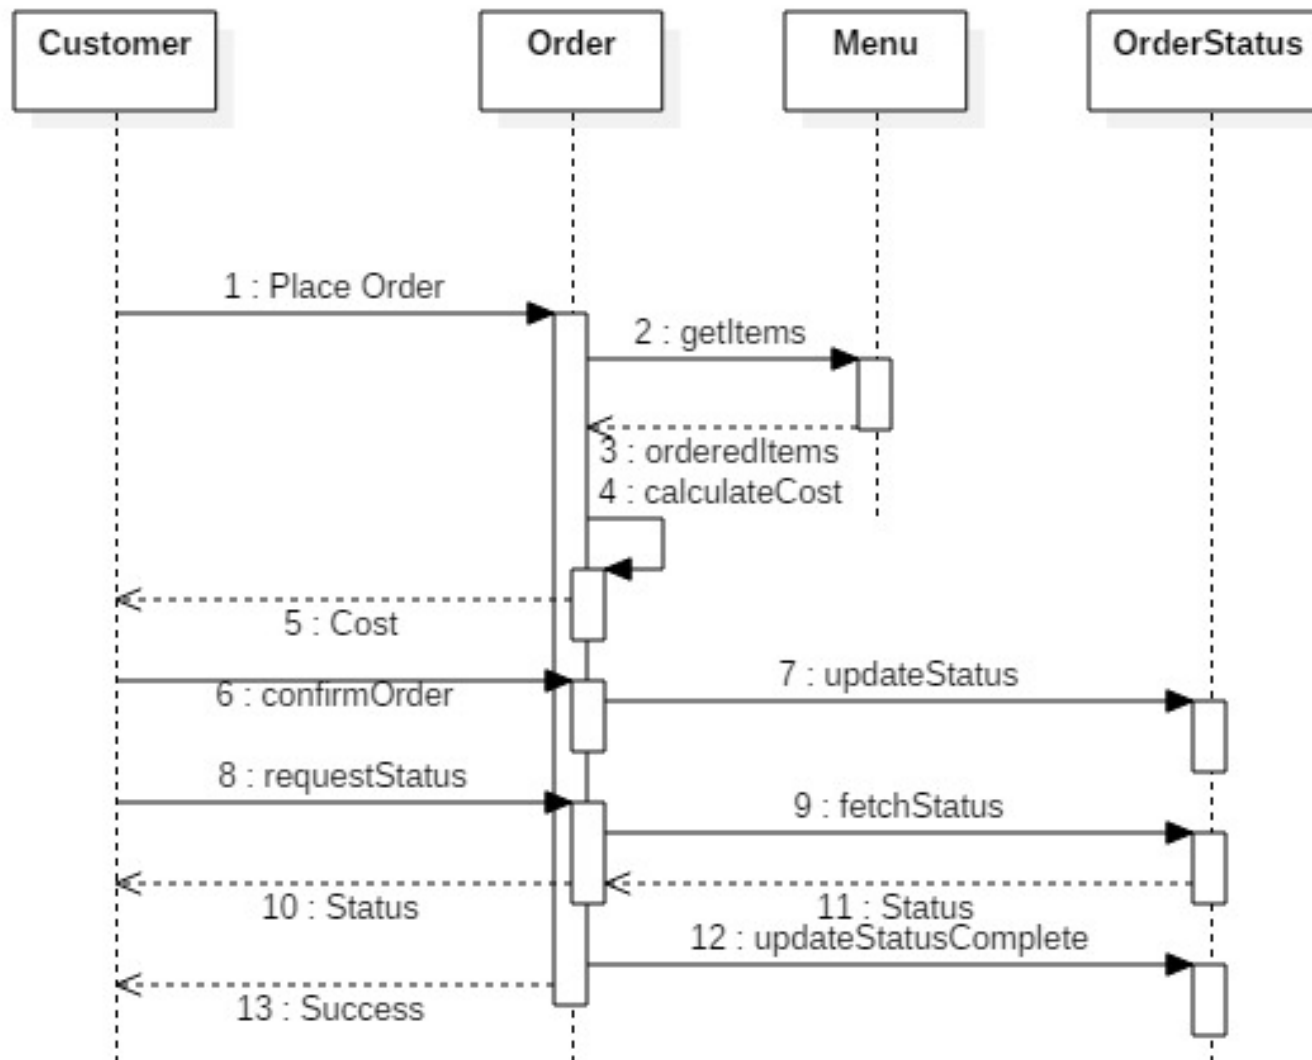 Customer
Order
Menu
OrderStatus
1 : Place Order
2 : getItems
3 : orderedItems
4 : calculateCost
5 : Cost
6 : confirmOrder
7 : updateStatus
8 : requestStatus
9 : fetchStatus
10 : Status
11 : Status
12 : updateStatusComplete
13 : Success